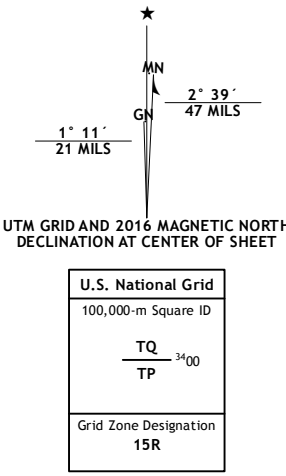 ★
MN
2° 39´
GN
47 MILS
1° 11´
21 MILS
UTM GRID AND 2016 MAGNETIC NORTH
DECLINATION AT CENTER OF SHEET
U.S. National Grid
100,000-m Square ID
TQ
³⁴00
TP
Grid Zone Designation
15R